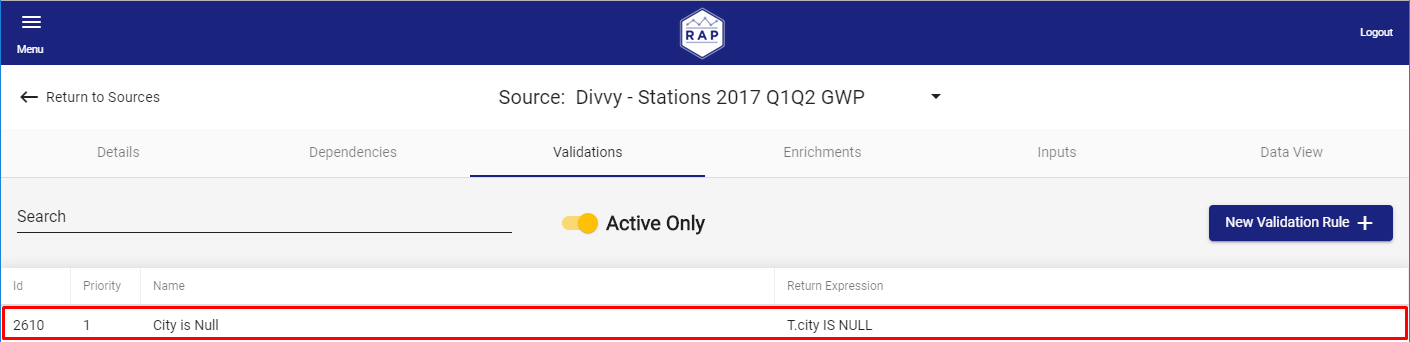 Menu
RAP
Logout
Return to Sources
Source: Divvy - Stations 2017 Q1Q2 GWP
Details Dependencies Validations Enrichments Inputs Data View
Search
Active Only
New Validation Rule +
Id Priority Name Return Expression
2610 1 City is Null T.city IS NULL